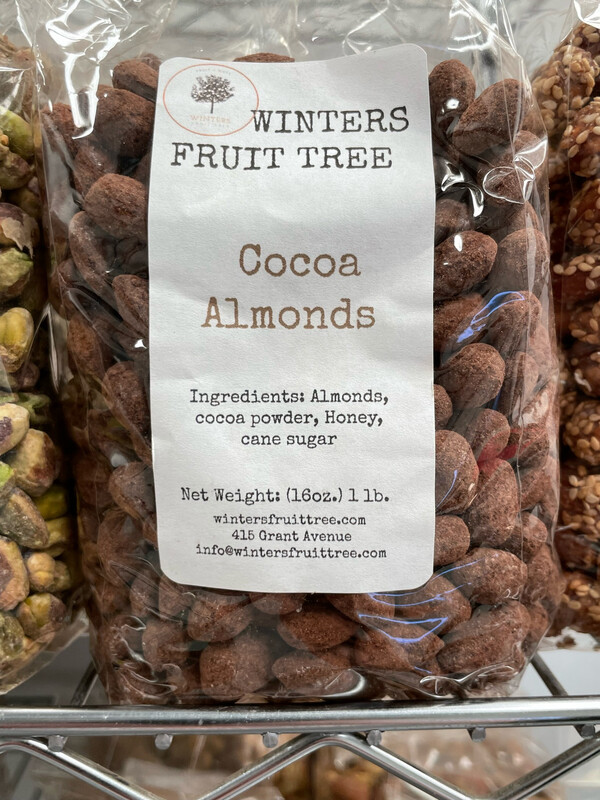 WINTERS
WINTERS
FRUIT TREE
Cocoa
Almonds
Ingredients: Almonds,
cocoa powder, Honey,
cane sugar
Net Weight: (16oz.) 1 lb.
wintersfruittree.com
415 Grant Avenue
info@wintersfruittree.com